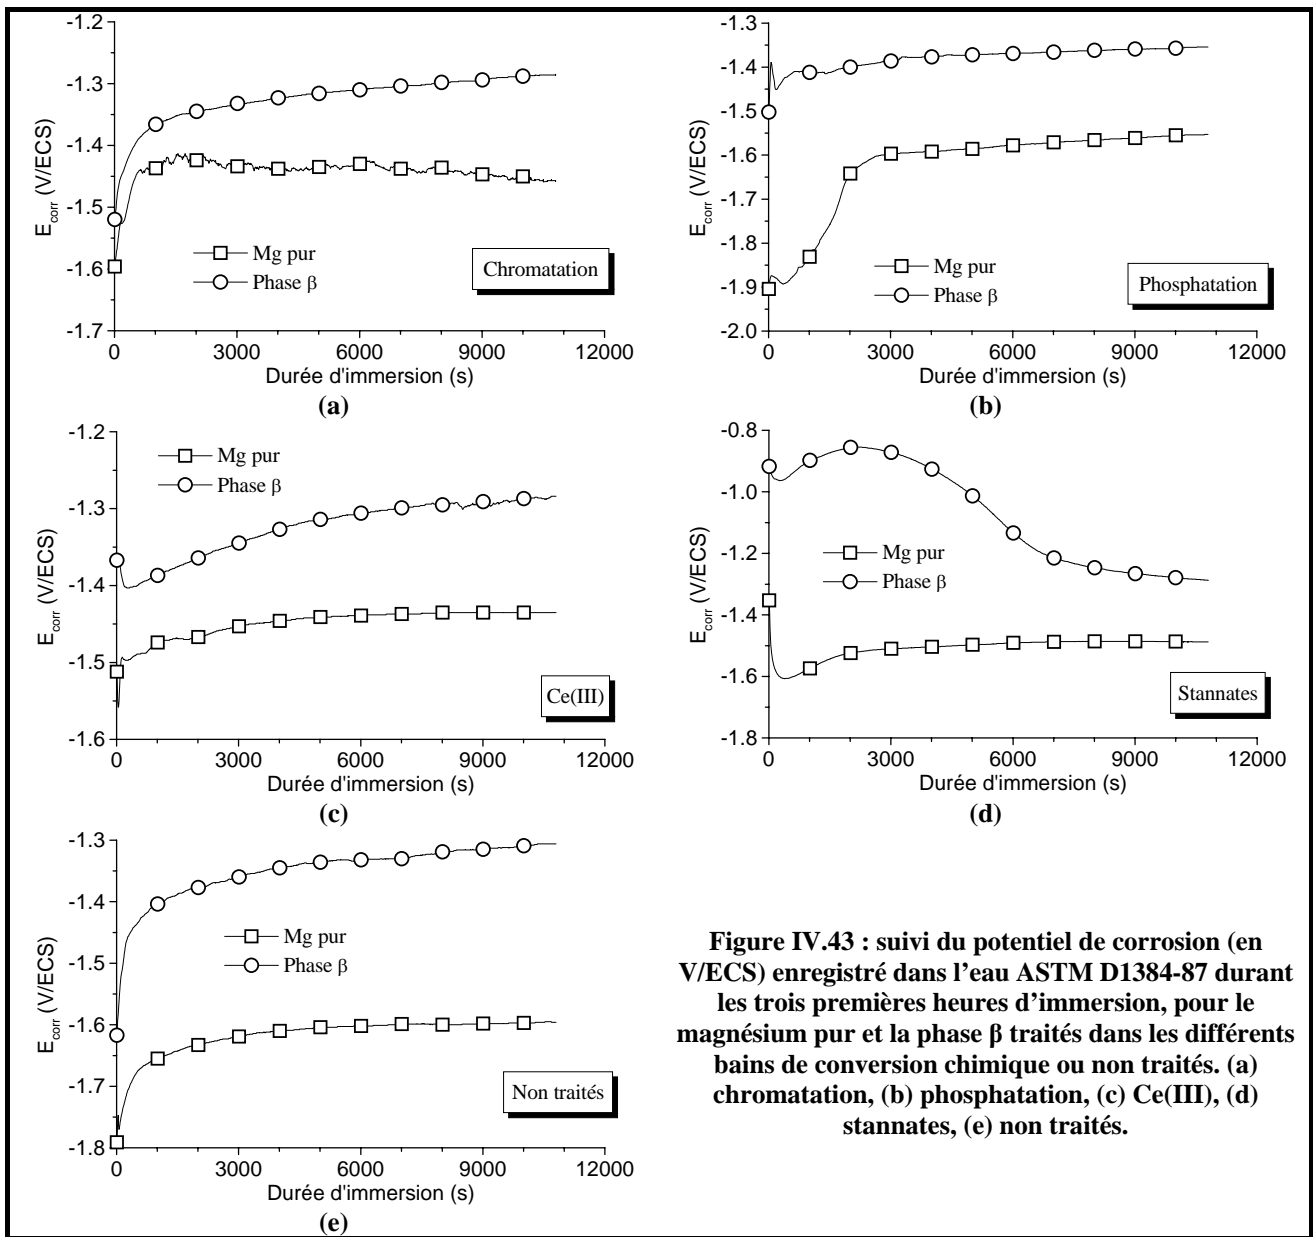 -1.2
-1.3
-1.4
-1.5
-1.6
-1.7
E_corr (V/ECS)
Mg pur
Phase β
Chromatation
0 3000 6000 9000 12000
Durée d'immersion (s)
(a)
-1.3
-1.4
-1.5
-1.6
-1.7
-1.8
-1.9
-2.0
E_corr (V/ECS)
Mg pur
Phase β
Phosphatation
0 3000 6000 9000 12000
Durée d'immersion (s)
(b)
-1.2
-1.3
-1.4
-1.5
-1.6
E_corr (V/ECS)
Mg pur
Phase β
Ce(III)
0 3000 6000 9000 12000
Durée d'immersion (s)
(c)
-0.8
-1.0
-1.2
-1.4
-1.6
-1.8
E_corr (V/ECS)
Mg pur
Phase β
Stannates
0 3000 6000 9000 12000
Durée d'immersion (s)
(d)
-1.3
-1.4
-1.5
-1.6
-1.7
-1.8
E_corr (V/ECS)
Mg pur
Phase β
Non traités
0 3000 6000 9000 12000
Durée d'immersion (s)
(e)
Figure IV.43 : suivi du potentiel de corrosion (en
V/ECS) enregistré dans l'eau ASTM D1384-87 durant
les trois premières heures d'immersion, pour le
magnésium pur et la phase β traités dans les différents
bains de conversion chimique ou non traités. (a)
chromatation, (b) phosphatation, (c) Ce(III), (d)
stannates, (e) non traités.